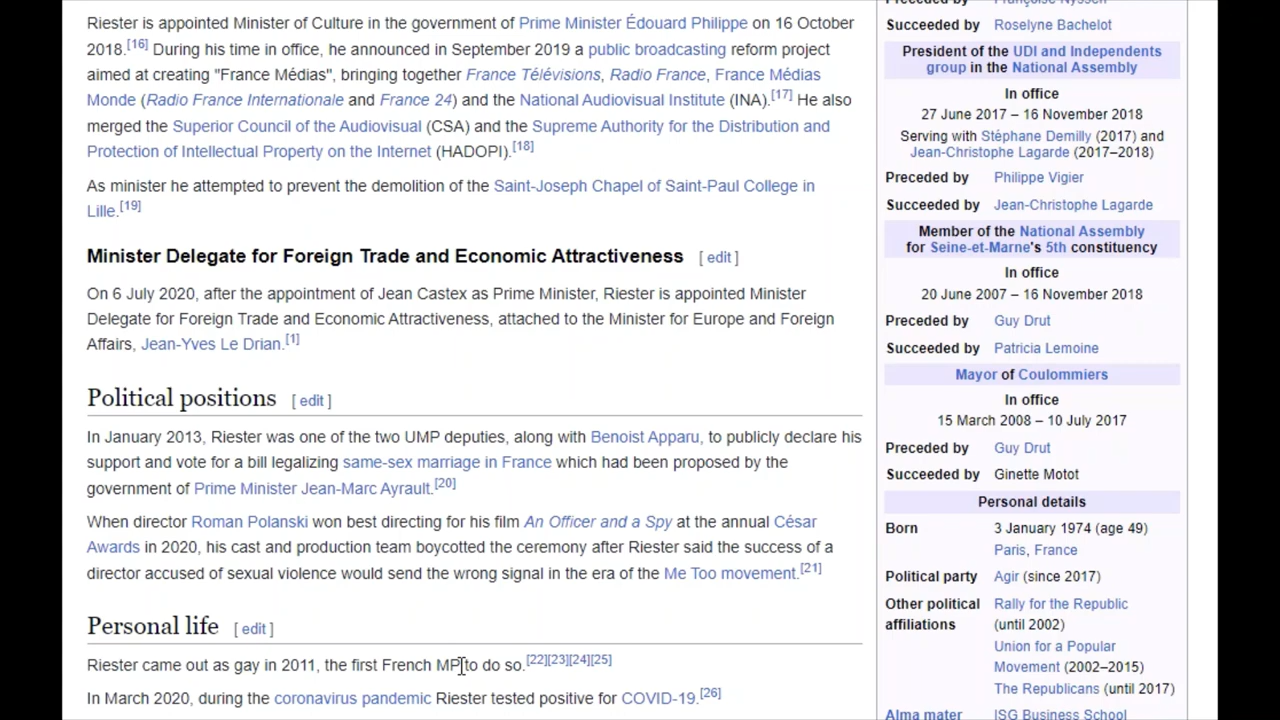 Riester is appointed Minister of Culture in the government of Prime Minister Édouard Philippe on 16 October
2018.[16] During his time in office, he announced in September 2019 a public broadcasting reform project
aimed at creating "France Médias", bringing together France Télévisions, Radio France, France Médias
Monde (Radio France Internationale and France 24) and the National Audiovisual Institute (INA).[17] He also
merged the Superior Council of the Audiovisual (CSA) and the Supreme Authority for the Distribution and
Protection of Intellectual Property on the Internet (HADOPI).[18]
As minister he attempted to prevent the demolition of the Saint-Joseph Chapel of Saint-Paul College in
Lille.[19]
Minister Delegate for Foreign Trade and Economic Attractiveness [ edit ]
On 6 July 2020, after the appointment of Jean Castex as Prime Minister, Riester is appointed Minister
Delegate for Foreign Trade and Economic Attractiveness, attached to the Minister for Europe and Foreign
Affairs, Jean-Yves Le Drian.[1]
Political positions [ edit ]
In January 2013, Riester was one of the two UMP deputies, along with Benoist Apparu, to publicly declare his
support and vote for a bill legalizing same-sex marriage in France which had been proposed by the
government of Prime Minister Jean-Marc Ayrault.[20]
When director Roman Polanski won best directing for his film An Officer and a Spy at the annual César
Awards in 2020, his cast and production team boycotted the ceremony after Riester said the success of a
director accused of sexual violence would send the wrong signal in the era of the Me Too movement.[21]
Personal life [ edit ]
Riester came out as gay in 2011, the first French MP to do so.[22][23][24][25]
In March 2020, during the coronavirus pandemic Riester tested positive for COVID-19.[26]
Preceded by Françoise Nyssen
Succeeded by Roselyne Bachelot
President of the UDI and Independents
group in the National Assembly
In office
27 June 2017 – 16 November 2018
Serving with Stéphane Demilly (2017) and
Jean-Christophe Lagarde (2017–2018)
Preceded by Philippe Vigier
Succeeded by Jean-Christophe Lagarde
Member of the National Assembly
for Seine-et-Marne's 5th constituency
In office
20 June 2007 – 16 November 2018
Preceded by Guy Drut
Succeeded by Patricia Lemoine
Mayor of Coulommiers
In office
15 March 2008 – 10 July 2017
Preceded by Guy Drut
Succeeded by Ginette Motot
Personal details
Born 3 January 1974 (age 49)
Paris, France
Political party Agir (since 2017)
Other political Rally for the Republic
affiliations (until 2002)
Union for a Popular
Movement (2002–2015)
The Republicans (until 2017)
Alma mater ISG Business School